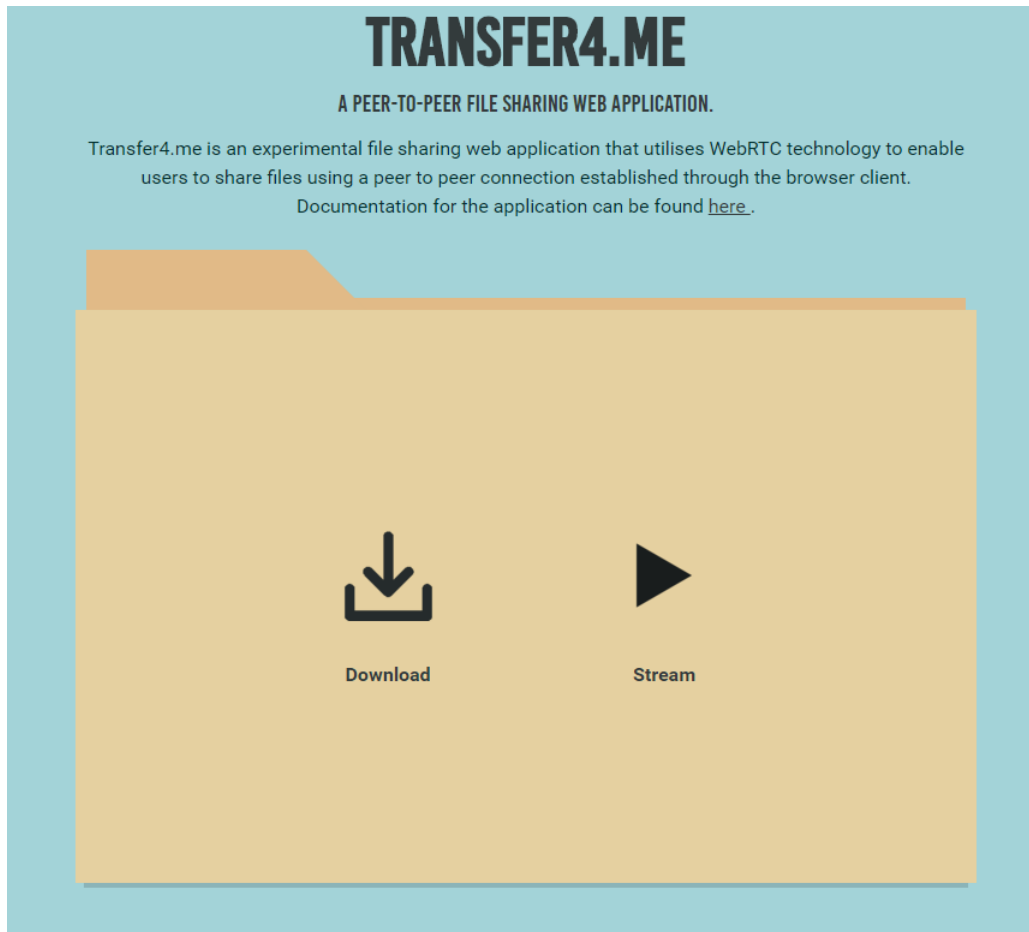 TRANSFER4.ME
A PEER-TO-PEER FILE SHARING WEB APPLICATION.
Transfer4.me is an experimental file sharing web application that utilises WebRTC technology to enable
users to share files using a peer to peer connection established through the browser client.
Documentation for the application can be found here .
Download
Stream